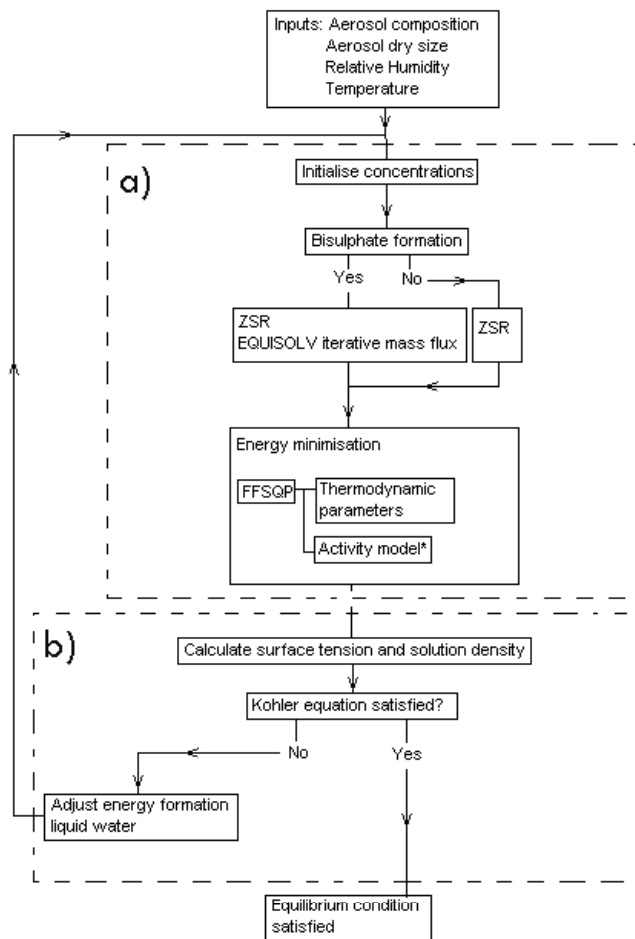 Inputs: Aerosol composition
Aerosol dry size
Relative Humidity
Temperature
a)
Initialise concentrations
Bisulphate formation
Yes
No
ZSR
EQUISOLV iterative mass flux
ZSR
Energy minimisation
FFSQP
Thermodynamic
parameters
Activity model*
b)
Calculate surface tension and solution density
Kohler equation satisfied?
No
Yes
Adjust energy formation
liquid water
Equilibrium condition
satisfied